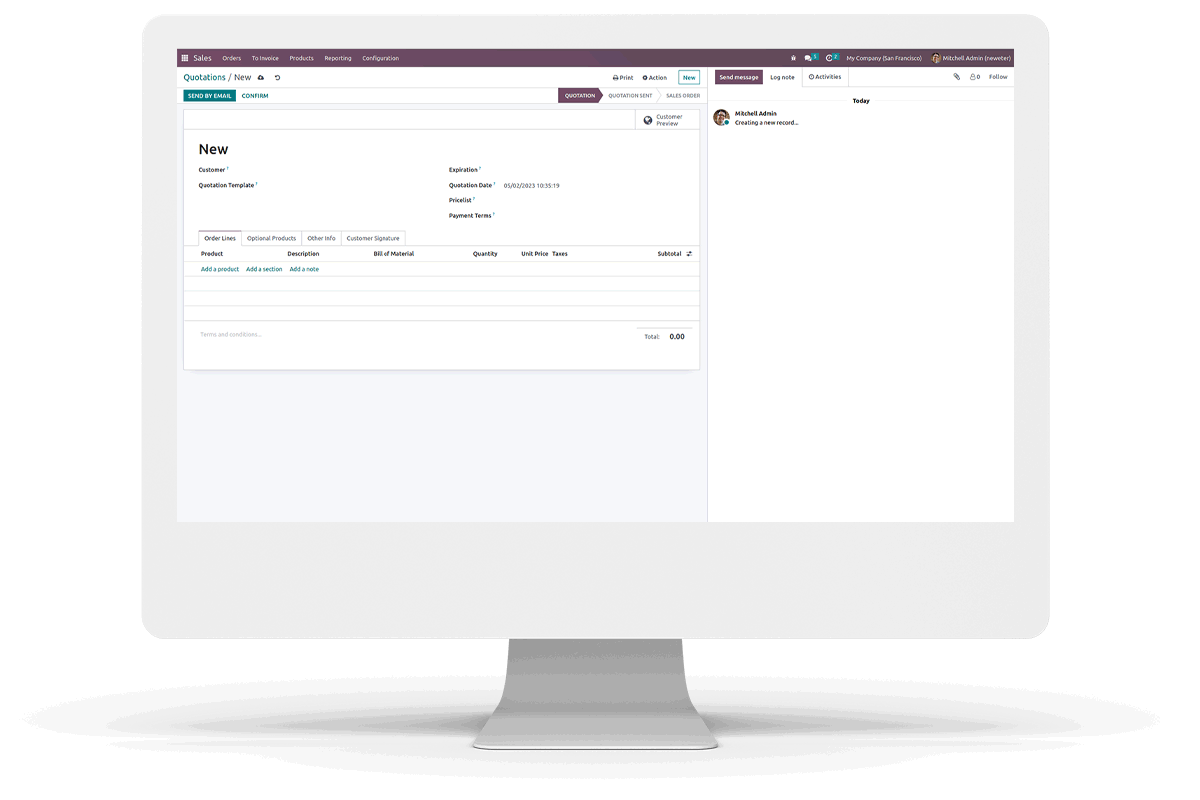 Sales Orders To Invoice Products Reporting Configuration 5 2 My Company (San Francisco) Mitchell Admin (neweter)
Quotations / New Print Action New Send message Log note Activities 0 Follow
SEND BY EMAIL CONFIRM QUOTATION QUOTATION SENT SALES ORDER
Today
Customer
Preview
Mitchell Admin
Creating a new record...
New
Customer ? Expiration ?
Quotation Template ? Quotation Date ? 05/02/2023 10:35:19
Pricelist ?
Payment Terms ?
Order Lines Optional Products Other Info Customer Signature
Product Description Bill of Material Quantity Unit Price Taxes Subtotal
Add a product Add a section Add a note
Terms and conditions... Total: 0.00